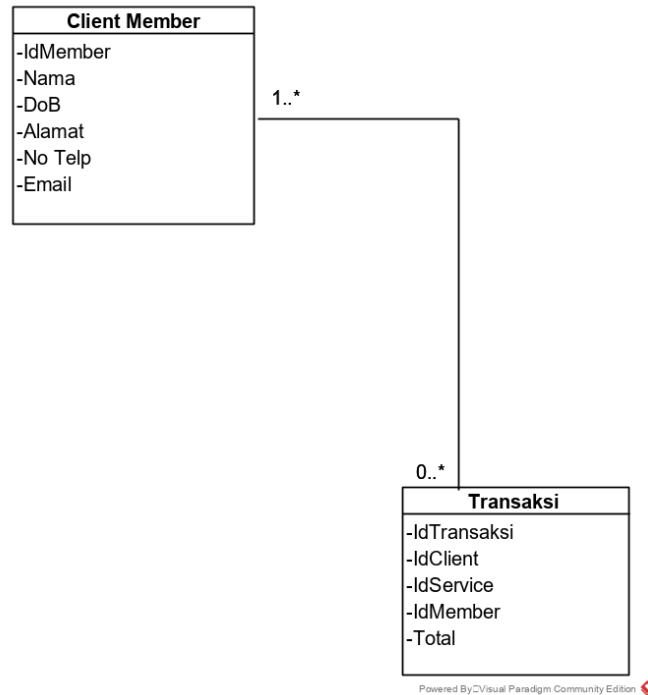 Client Member
-IdMember
-Nama
-DoB
-Alamat
-No Telp
-Email
1..*
0..*
Transaksi
-IdTransaksi
-IdClient
-IdService
-IdMember
-Total
Powered By Visual Paradigm Community Edition